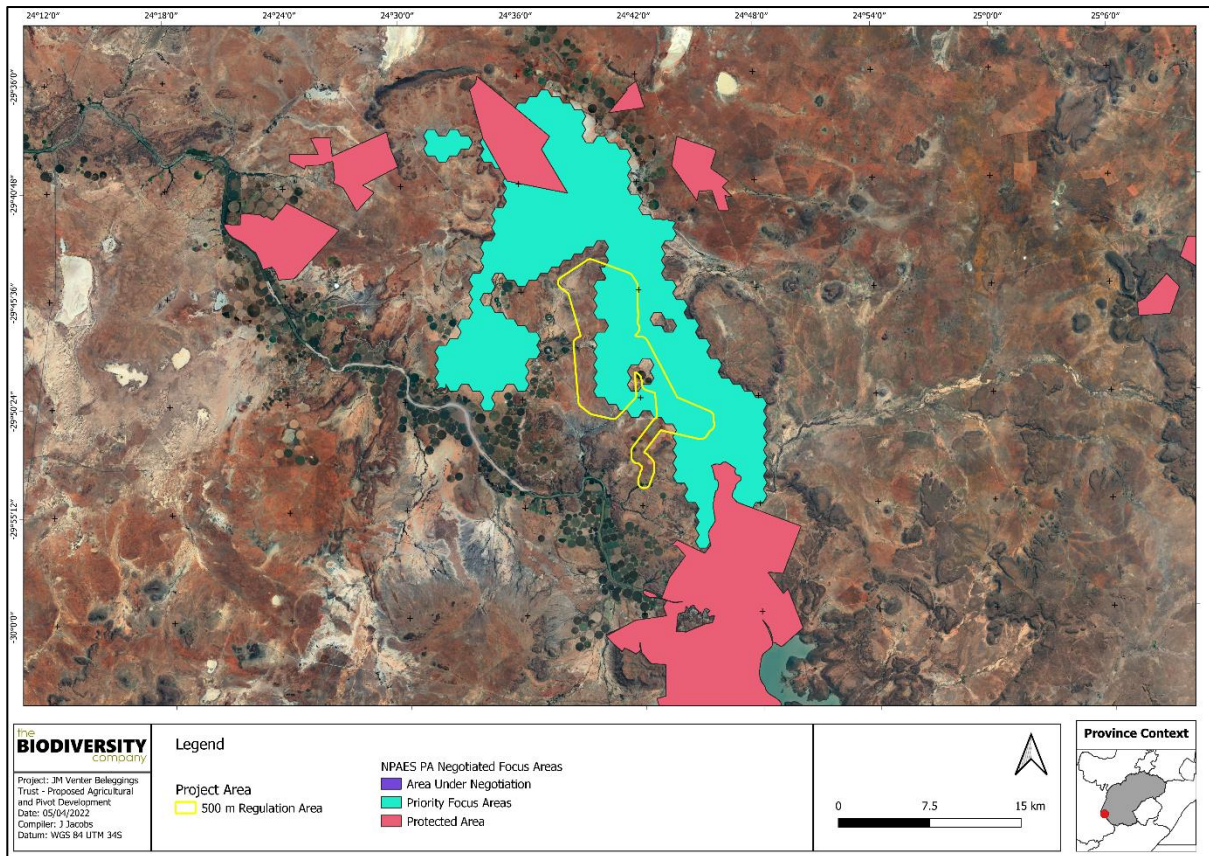 24°12'0" 24°18'0" 24°24'0" 24°30'0" 24°36'0" 24°42'0" 24°48'0" 24°54'0" 25°0'0" 25°6'0"
-29°36'0"
-29°40'48"
-29°45'36"
-29°50'24"
-29°55'12"
-30°0'0"
the
BIODIVERSITY
company
Project: JM Venter Beleggings
Trust - Proposed Agricultural
and Pivot Development
Date: 05/04/2022
Compiler: J Jacobs
Datum: WGS 84 UTM 34S
Legend
Project Area
500 m Regulation Area
NPAES PA Negotiated Focus Areas
Area Under Negotiation
Priority Focus Areas
Protected Area
0 7.5 15 km
Province Context